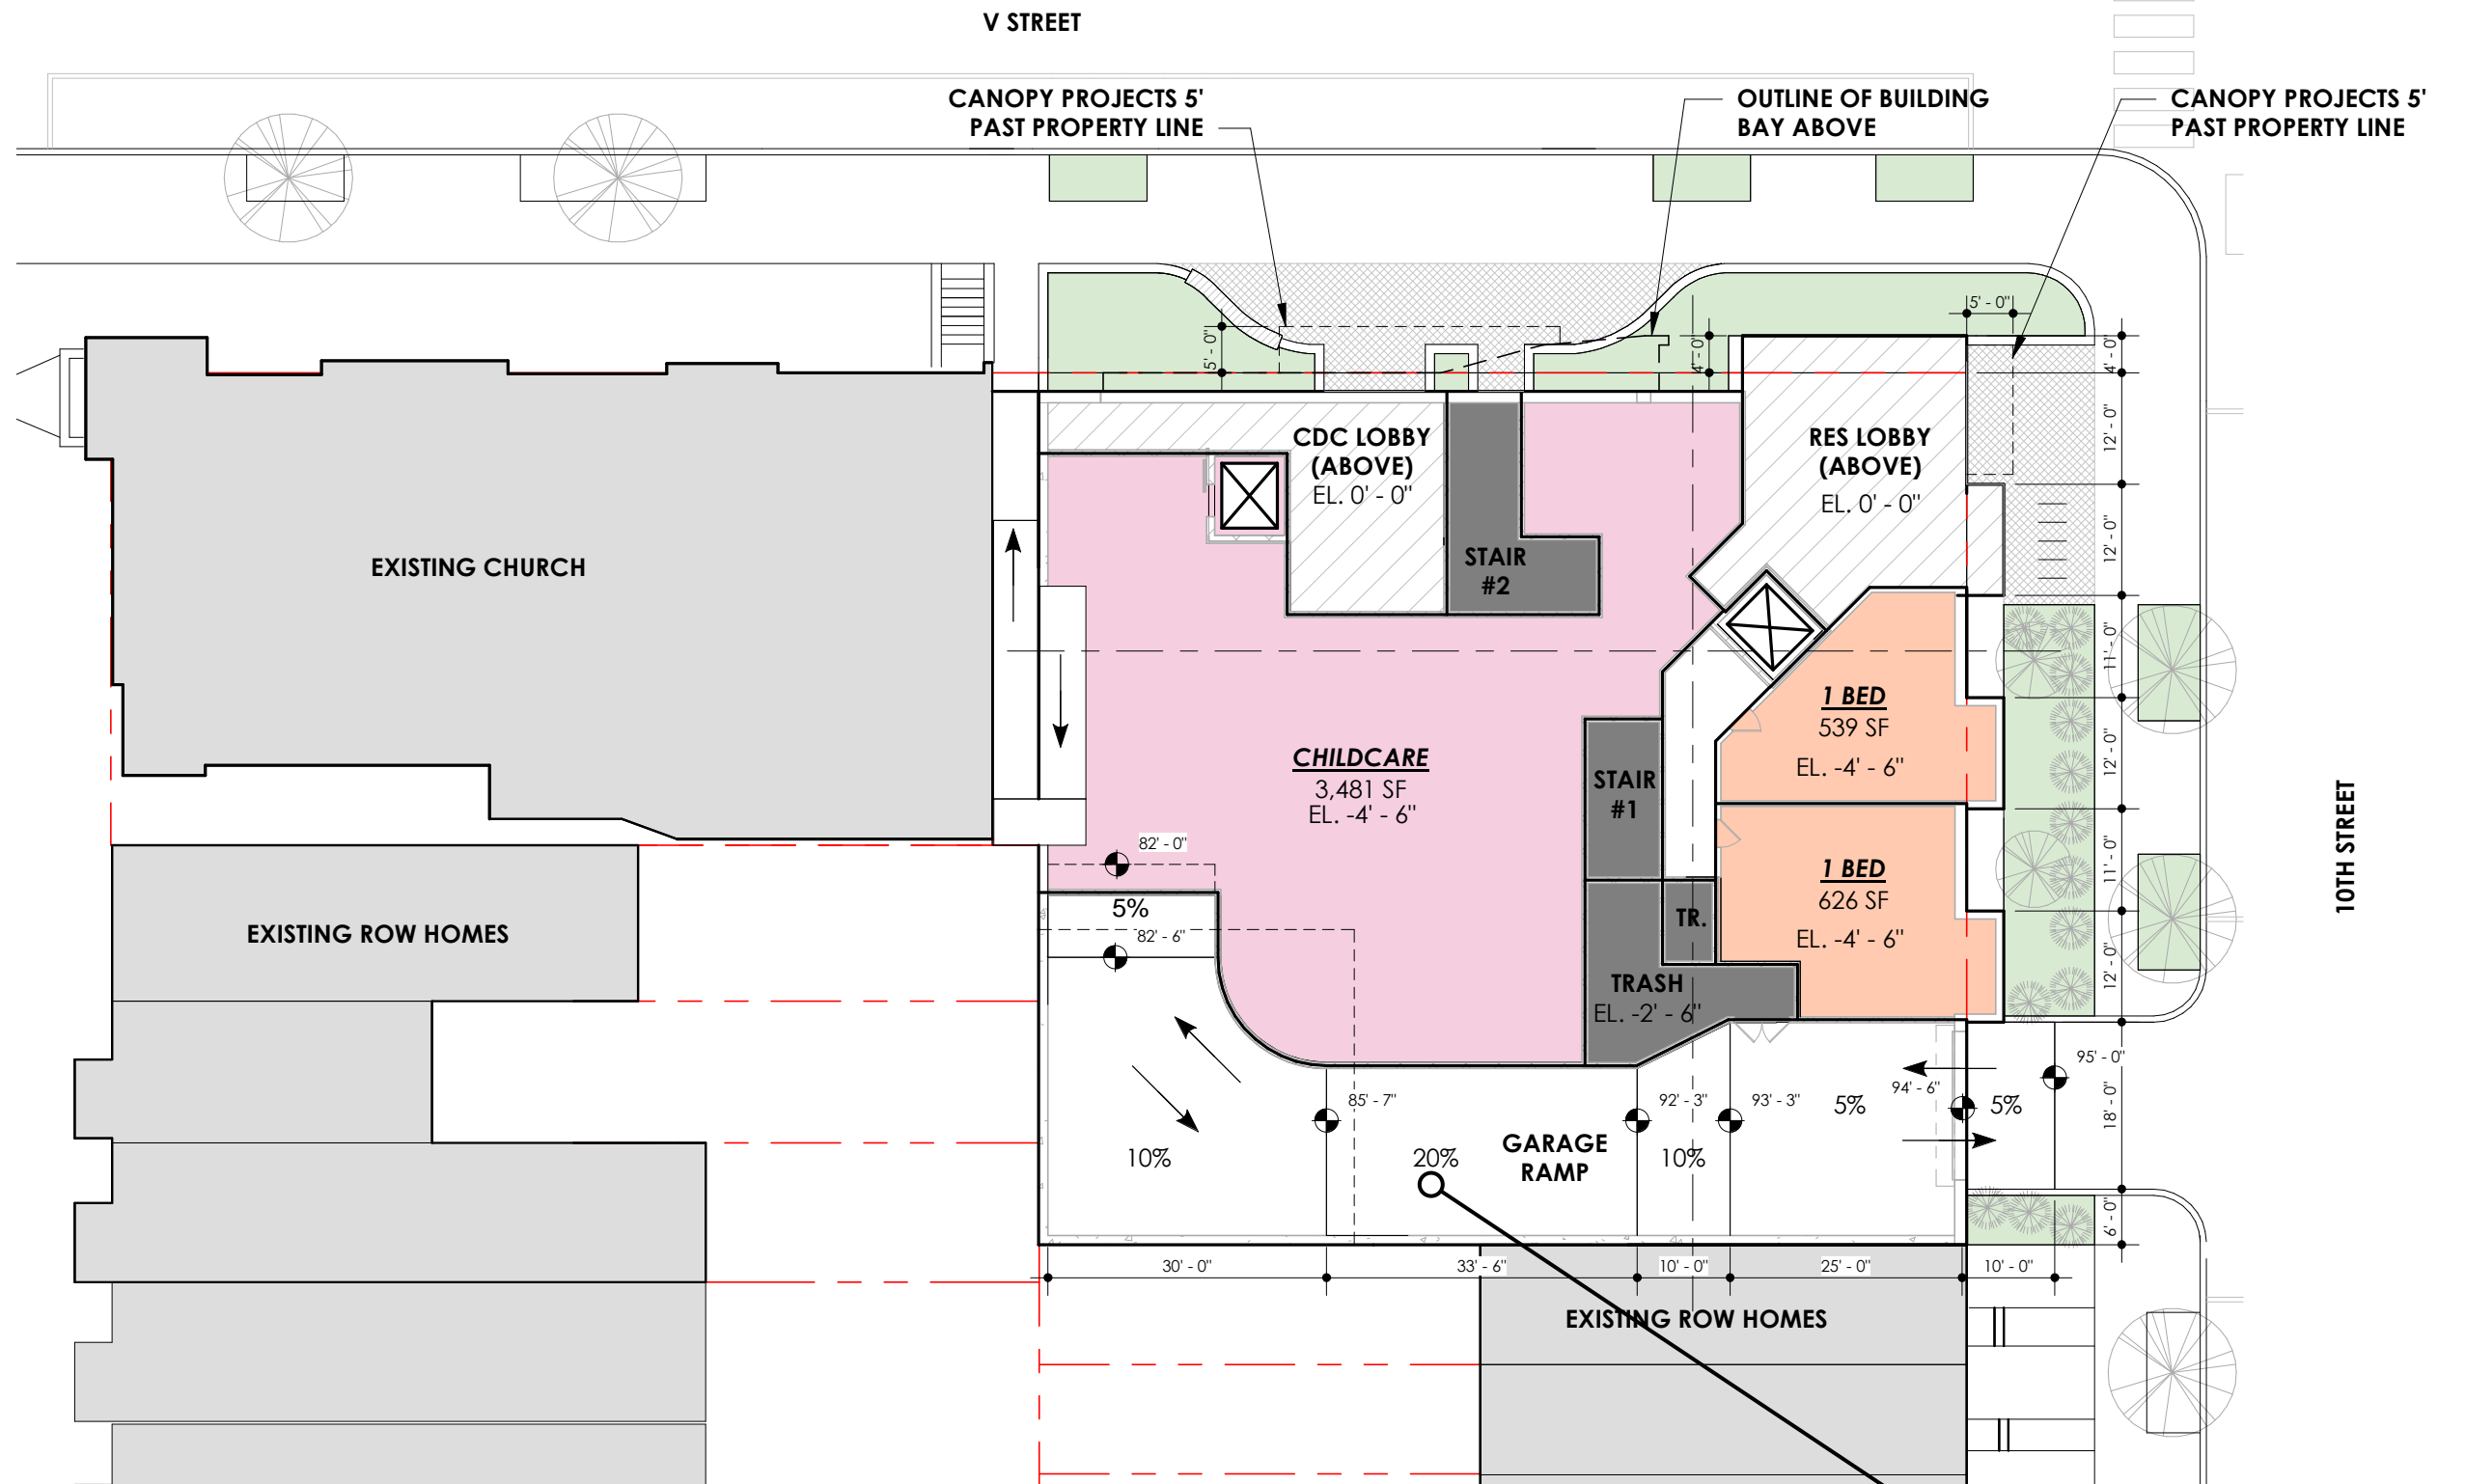 V STREET
CANOPY PROJECTS 5'
PAST PROPERTY LINE
OUTLINE OF BUILDING
BAY ABOVE
CANOPY PROJECTS 5'
PAST PROPERTY LINE
5' - 0"
5' - 0"
4' - 0"
4' - 0"
CDC LOBBY
(ABOVE)
EL. 0' - 0"
RES LOBBY
(ABOVE)
EL. 0' - 0"
12' - 0"
STAIR
#2
12' - 0"
EXISTING CHURCH
11' - 0"
1 BED
539 SF
EL. -4' - 6"
12' - 0"
CHILDCARE
3,481 SF
EL. -4' - 6"
STAIR
#1
10TH STREET
82' - 0"
11' - 0"
1 BED
626 SF
EL. -4' - 6"
5%
82' - 6"
TR.
EXISTING ROW HOMES
12' - 0"
TRASH
EL. -2' - 6"
95' - 0"
94' - 6"
85' - 7"
92' - 3"
93' - 3"
5%
5%
18' - 0"
GARAGE
RAMP
10%
20%
10%
6' - 0"
30' - 0"
33' - 6"
10' - 0"
25' - 0"
10' - 0"
EXISTING ROW HOMES